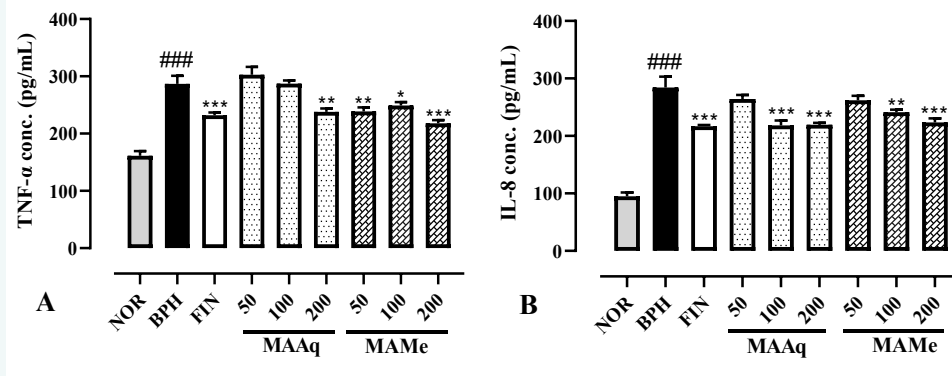 TNF-α conc. (pg/mL)
400
300
200
100
0
###
***
**
**
*
***
NOR
BPH
FIN
50
100
200
50
100
200
MAAq
MAMe
A
IL-8 conc. (pg/mL)
400
300
200
100
0
###
***
***
***
**
***
NOR
BPH
FIN
50
100
200
50
100
200
MAAq
MAMe
B